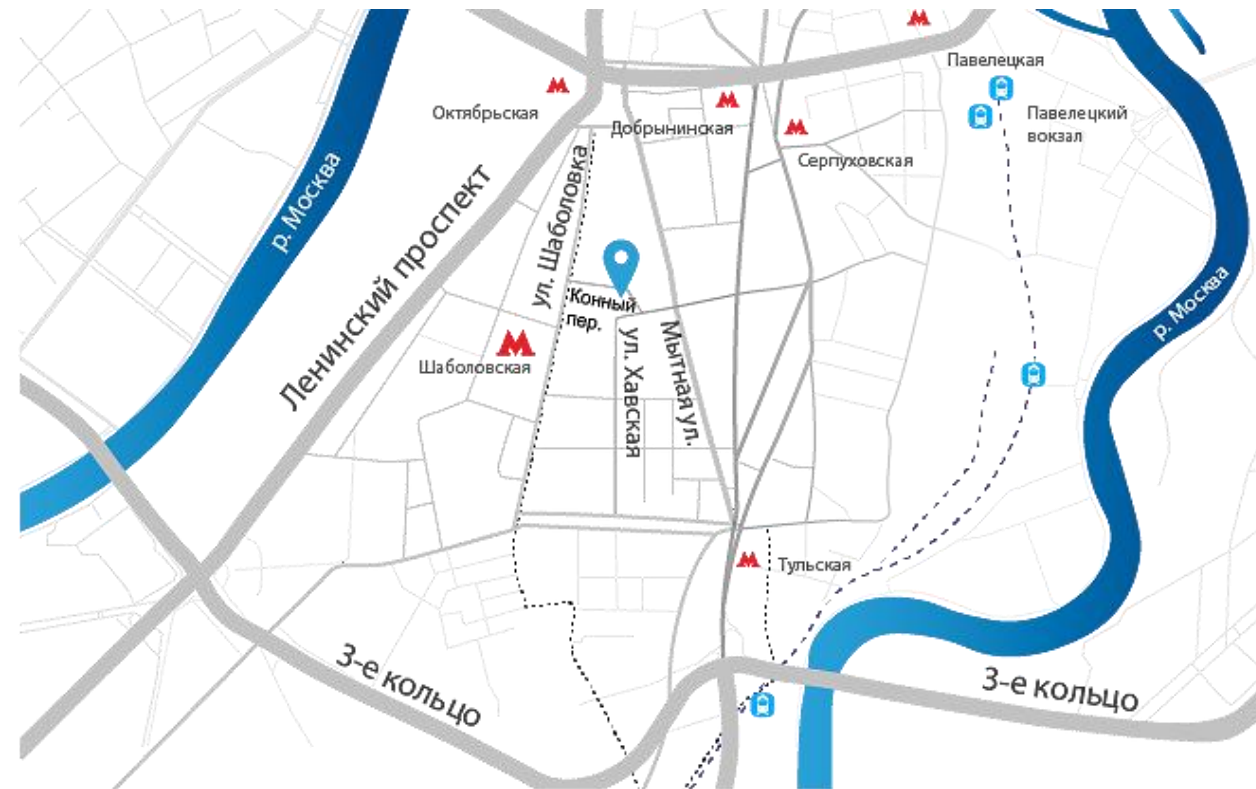 Павелецкая
Октябрьская
Добрынинская
Павелецкий
вокзал
Серпуховская
р. Москва
Ленинский проспект
ул. Шаболовка
Конный
пер.
р. Москва
Шаболовская
ул. Хавская
Мытная ул.
Тульская
3-е кольцо
3-е кольцо